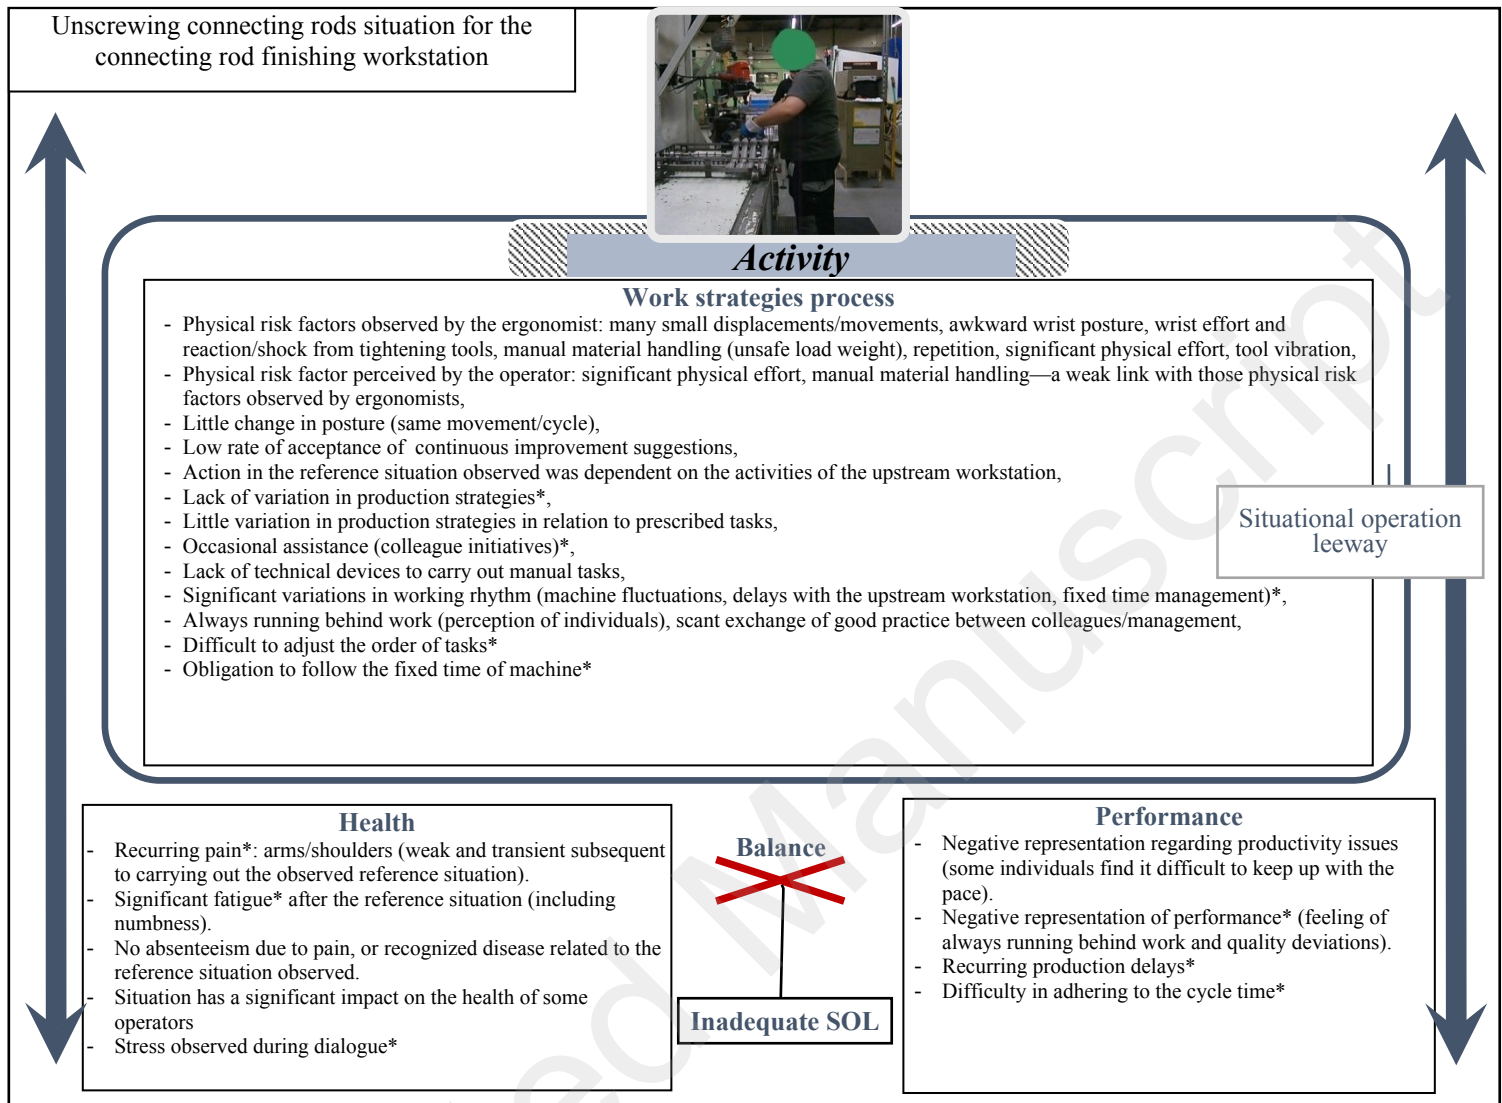 Unscrewing connecting rods situation for the
connecting rod finishing workstation
Activity
Work strategies process
- Physical risk factors observed by the ergonomist: many small displacements/movements, awkward wrist posture, wrist effort and
reaction/shock from tightening tools, manual material handling (unsafe load weight), repetition, significant physical effort, tool vibration,
- Physical risk factor perceived by the operator: significant physical effort, manual material handling—a weak link with those physical risk
factors observed by ergonomists,
- Little change in posture (same movement/cycle),
- Low rate of acceptance of continuous improvement suggestions,
- Action in the reference situation observed was dependent on the activities of the upstream workstation,
- Lack of variation in production strategies*,
- Little variation in production strategies in relation to prescribed tasks,
- Occasional assistance (colleague initiatives)*,
- Lack of technical devices to carry out manual tasks,
- Significant variations in working rhythm (machine fluctuations, delays with the upstream workstation, fixed time management)*,
- Always running behind work (perception of individuals), scant exchange of good practice between colleagues/management,
- Difficult to adjust the order of tasks*
- Obligation to follow the fixed time of machine*
Situational operation
leeway
Health
- Recurring pain*: arms/shoulders (weak and transient subsequent
to carrying out the observed reference situation).
- Significant fatigue* after the reference situation (including
numbness).
- No absenteeism due to pain, or recognized disease related to the
reference situation observed.
- Situation has a significant impact on the health of some
operators
- Stress observed during dialogue*
Balance
Inadequate SOL
Performance
- Negative representation regarding productivity issues
(some individuals find it difficult to keep up with the
pace).
- Negative representation of performance* (feeling of
always running behind work and quality deviations).
- Recurring production delays*
- Difficulty in adhering to the cycle time*
ed Manuscript